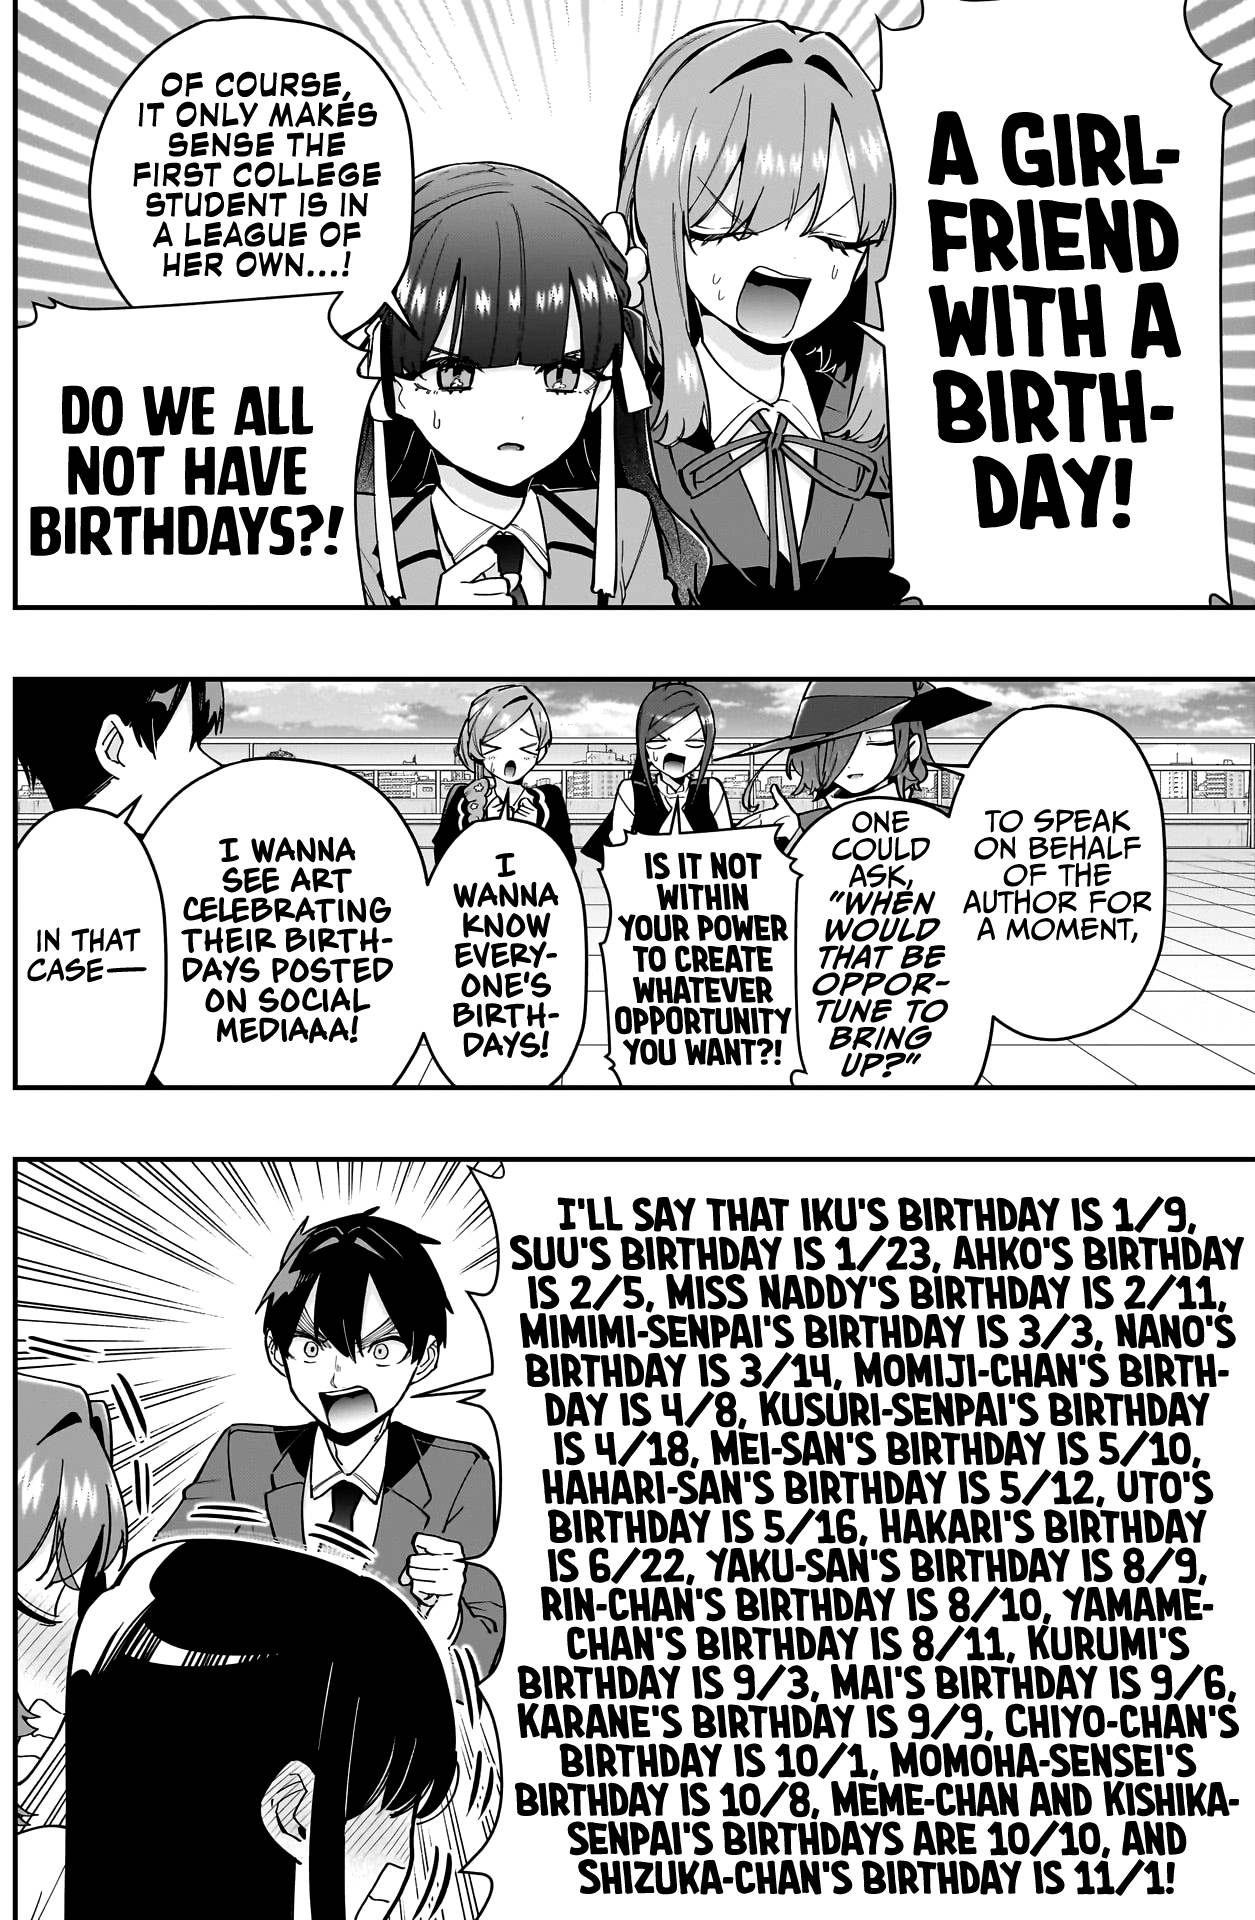 A GIRL-
FRIEND
WITH A
BIRTH-
DAY!
OF COURSE,
IT ONLY MAKES
SENSE THE
FIRST COLLEGE
STUDENT IS IN
A LEAGUE OF
HER OWN...!
DO WE ALL
NOT HAVE
BIRTHDAYS?!
TO SPEAK
ON BEHALF
OF THE
AUTHOR FOR
A MOMENT,
ONE
COULD
ASK,
"WHEN
WOULD
THAT BE
OPPOR-
TUNE TO
BRING
UP?"
IS IT NOT
WITHIN
YOUR POWER
TO CREATE
WHATEVER
OPPORTUNITY
YOU WANT?!
I
WANNA
KNOW
EVERY-
ONE'S
BIRTH-
DAYS!
I WANNA
SEE ART
CELEBRATING
THEIR BIRTH-
DAYS POSTED
ON SOCIAL
MEDIAAA!
IN THAT
CASE—
I'LL SAY THAT IKU'S BIRTHDAY IS 1/9,
SUU'S BIRTHDAY IS 1/23, AHKO'S BIRTHDAY
IS 2/5, MISS NADDY'S BIRTHDAY IS 2/11,
MIMIMI-SENPAI'S BIRTHDAY IS 3/3, NANO'S
BIRTHDAY IS 3/14, MOMIJI-CHAN'S BIRTH-
DAY IS 4/8, KUSURI-SENPAI'S BIRTHDAY
IS 4/18, MEI-SAN'S BIRTHDAY IS 5/10,
HAHARI-SAN'S BIRTHDAY IS 5/12, UTO'S
BIRTHDAY IS 5/16, HAKARI'S BIRTHDAY
IS 6/22, YAKU-SAN'S BIRTHDAY IS 8/9,
RIN-CHAN'S BIRTHDAY IS 8/10, YAMAME-
CHAN'S BIRTHDAY IS 8/11, KURUMI'S
BIRTHDAY IS 9/3, MAI'S BIRTHDAY IS 9/6,
KARANE'S BIRTHDAY IS 9/9, CHIYO-CHAN'S
BIRTHDAY IS 10/1, MOMOHA-SENSEI'S
BIRTHDAY IS 10/8, MEME-CHAN AND KISHIKA-
SENPAI'S BIRTHDAYS ARE 10/10, AND
SHIZUKA-CHAN'S BIRTHDAY IS 11/1!